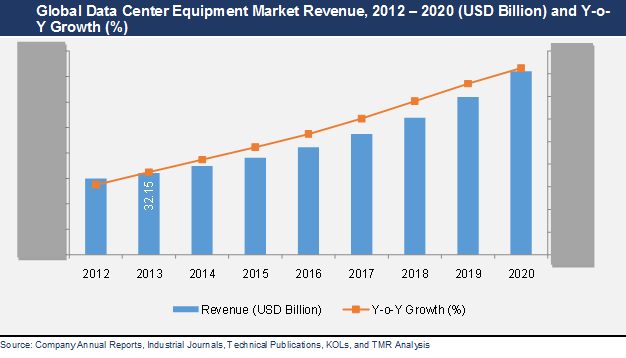 Global Data Center Equipment Market Revenue, 2012 – 2020 (USD Billion) and Y-o-
Y Growth (%)
32.15
2012 2013 2014 2015 2016 2017 2018 2019 2020
Revenue (USD Billion) Y-o-Y Growth (%)
Source: Company Annual Reports, Industrial Journals, Technical Publications, KOLs, and TMR Analysis